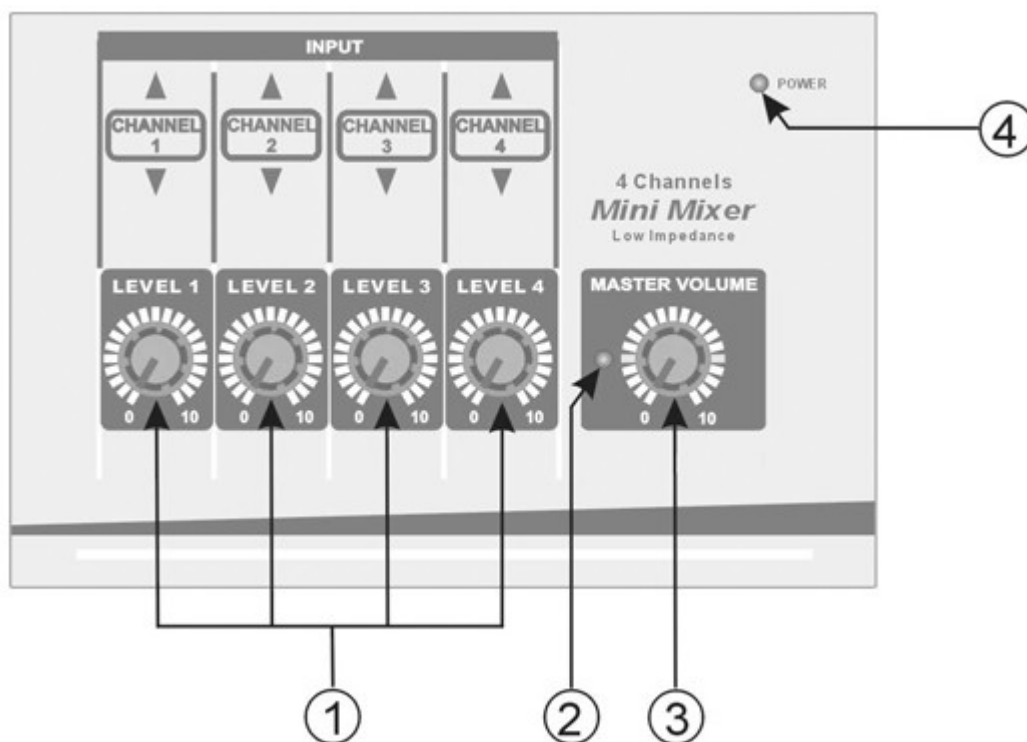 INPUT
CHANNEL
1
CHANNEL
2
CHANNEL
3
CHANNEL
4
POWER
4
4 Channels
Mini Mixer
Low Impedance
LEVEL 1
0 10
LEVEL 2
0 10
LEVEL 3
0 10
LEVEL 4
0 10
MASTER VOLUME
0 10
1
2
3